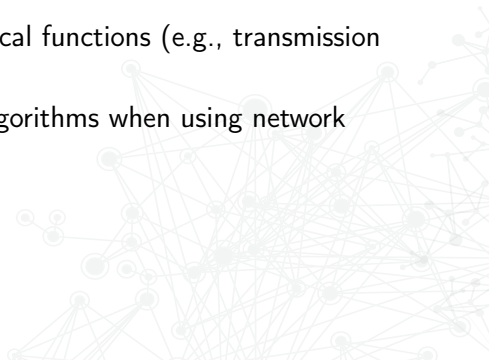 cal functions (e.g., transmission
gorithms when using network